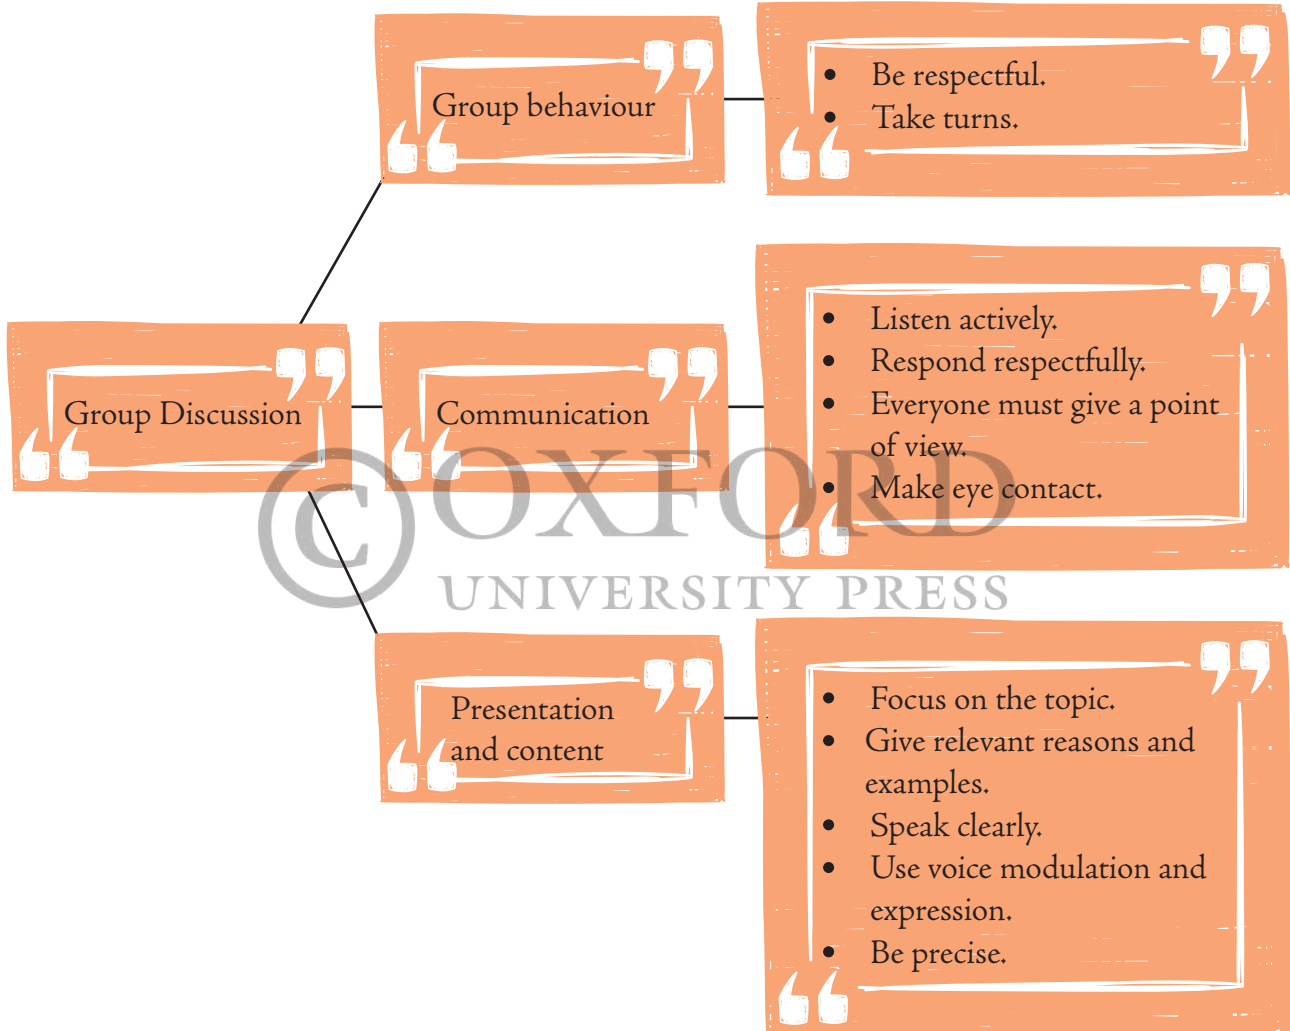 Group behaviour
• Be respectful.
• Take turns.
Group Discussion
Communication
• Listen actively.
• Respond respectfully.
• Everyone must give a point
of view.
• Make eye contact.
© OXFORD
UNIVERSITY PRESS
Presentation
and content
• Focus on the topic.
• Give relevant reasons and
examples.
• Speak clearly.
• Use voice modulation and
expression.
• Be precise.